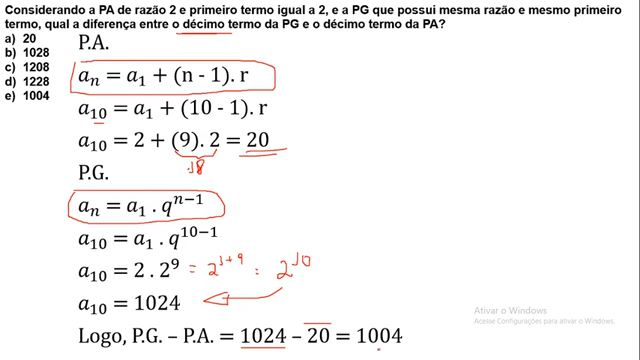 Considerando a PA de razão 2 e primeiro termo igual a 2, e a PG que possui mesma razão e mesmo primeiro
termo, qual a diferença entre o décimo termo da PG e o décimo termo da PA?
a) 20
b) 1028
c) 1208
d) 1228
e) 1004
P.A.
aₙ = a₁ + (n - 1). r
a₁₀ = a₁ + (10 - 1). r
a₁₀ = 2 + (9). 2 = 20
18
P.G.
aₙ = a₁ . qⁿ⁻¹
a₁₀ = a₁ . q¹⁰⁻¹
a₁₀ = 2 . 2⁹ = 2¹⁺⁹ = 2¹⁰
a₁₀ = 1024
Logo, P.G. – P.A. = 1024 – 20 = 1004
Ativar o Windows
Acesse Configurações para ativar o Windows.